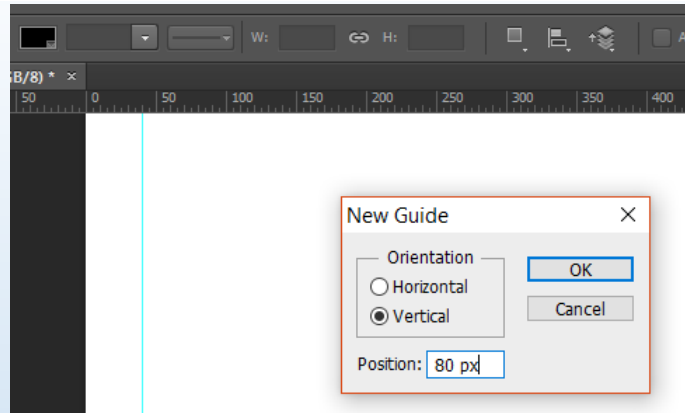 W: H: A
GB/8) * ×
50 0 50 100 150 200 250 300 350 400
New Guide
Orientation
Horizontal
Vertical
OK
Cancel
Position: 80 px